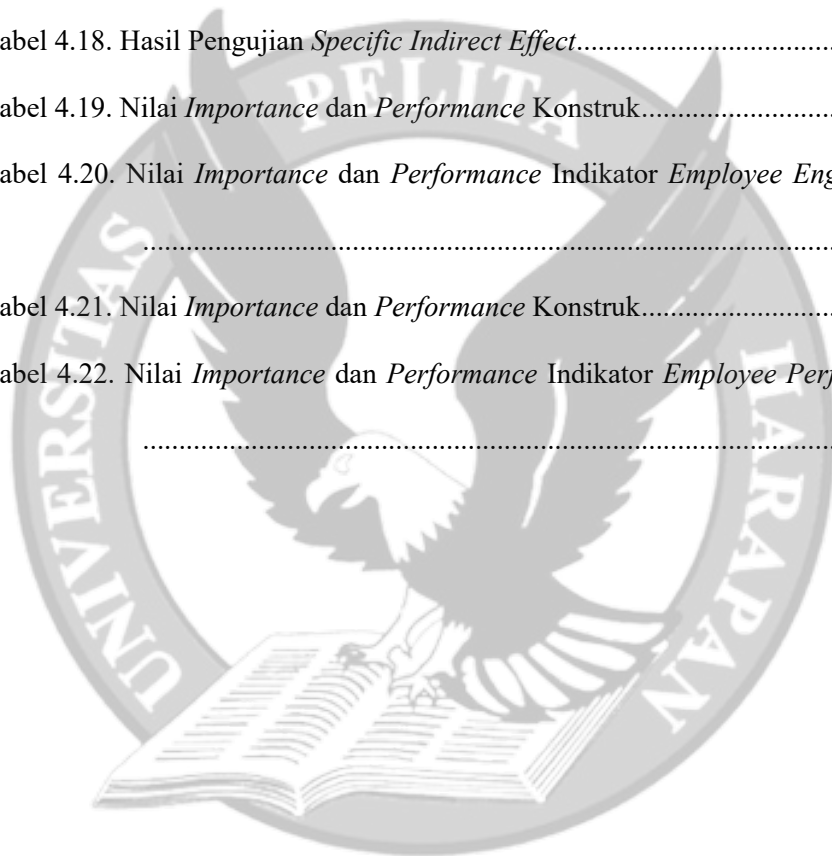 abel 4.18. Hasil Pengujian Specific Indirect Effect..............................
abel 4.19. Nilai Importance dan Performance Konstruk......................
abel 4.20. Nilai Importance dan Performance Indikator Employee Eng
..........................................................................................
abel 4.21. Nilai Importance dan Performance Konstruk......................
abel 4.22. Nilai Importance dan Performance Indikator Employee Perf
..........................................................................................
UNIVERSITAS PELITA HARAPAN